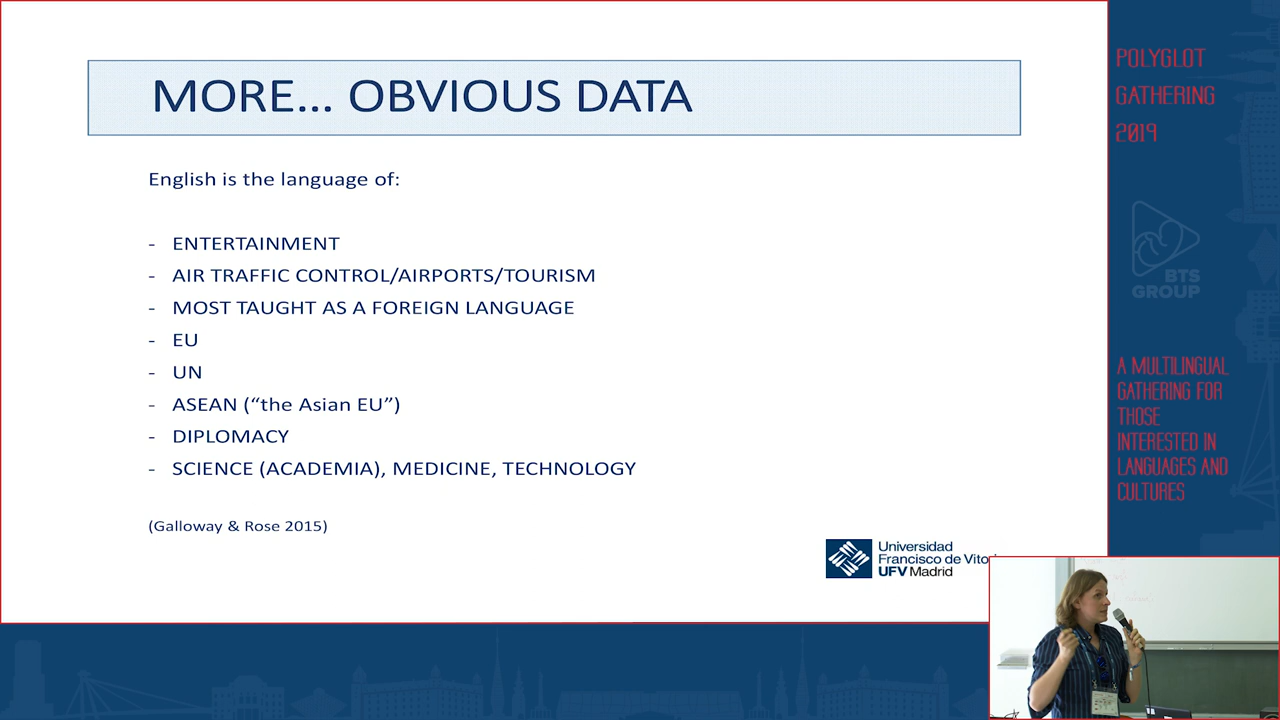 MORE... OBVIOUS DATA
English is the language of:
- ENTERTAINMENT
- AIR TRAFFIC CONTROL/AIRPORTS/TOURISM
- MOST TAUGHT AS A FOREIGN LANGUAGE
- EU
- UN
- ASEAN (“the Asian EU”)
- DIPLOMACY
- SCIENCE (ACADEMIA), MEDICINE, TECHNOLOGY
(Galloway & Rose 2015)
Universidad
Francisco de
UFV Madrid
POLYGLOT
GATHERING
2019
BTS
GROUP
A MULTILINGUAL
GATHERING FOR
THOSE
INTERESTED IN
LANGUAGES AND
CULTURES